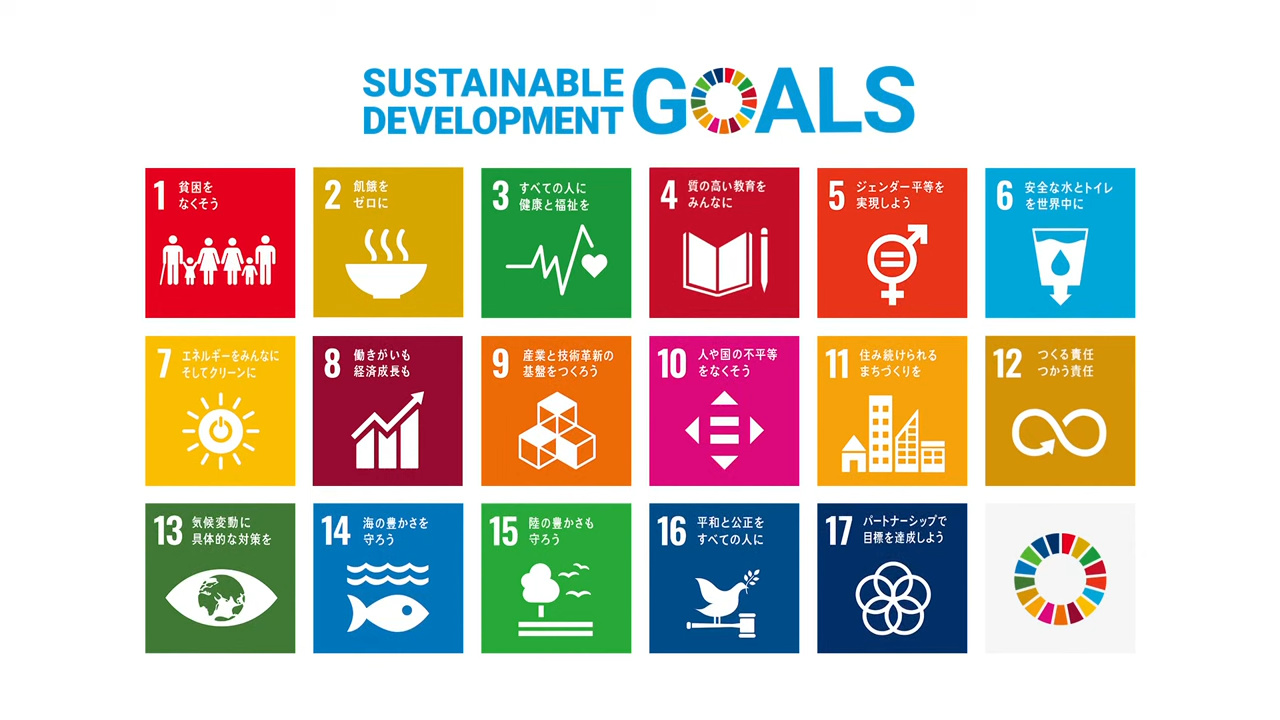 SUSTAINABLE
DEVELOPMENT
GOALS
1 貧困を
なくそう
2 飢餓を
ゼロに
3 すべての人に
健康と福祉を
4 質の高い教育を
みんなに
5 ジェンダー平等を
実現しよう
6 安全な水とトイレ
を世界中に
7 エネルギーをみんなに
そしてクリーンに
8 働きがいも
経済成長も
9 産業と技術革新の
基盤をつくろう
10 人や国の不平等
をなくそう
11 住み続けられる
まちづくりを
12 つくる責任
つかう責任
13 気候変動に
具体的な対策を
14 海の豊かさを
守ろう
15 陸の豊かさも
守ろう
16 平和と公正を
すべての人に
17 パートナーシップで
目標を達成しよう